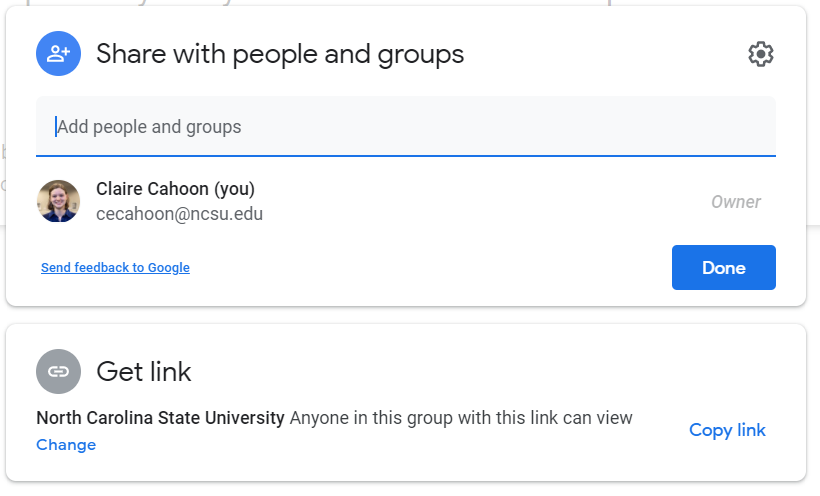 Share with people and groups
Add people and groups
Claire Cahoon (you)
cecahoon@ncsu.edu
Owner
Send feedback to Google
Done
Get link
North Carolina State University Anyone in this group with this link can view
Change
Copy link